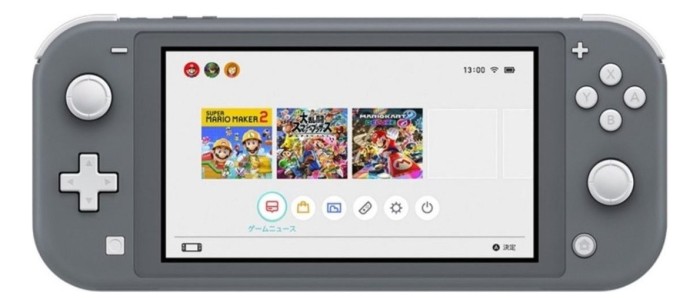 13:00
SUPER
MARIO MAKER 2
大乱闘
スマッシュブラザーズ
MARIOKART 8
DELUXE
ゲームニュース
A 決定
X
Y
A
B